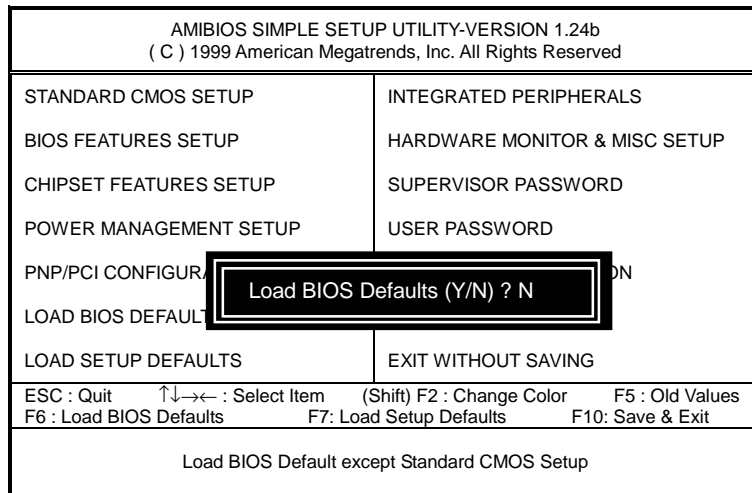 AMIBIOS SIMPLE SETUP UTILITY-VERSION 1.24b
( C ) 1999 American Megatrends, Inc. All Rights Reserved
STANDARD CMOS SETUP
BIOS FEATURES SETUP
CHIPSET FEATURES SETUP
POWER MANAGEMENT SETUP
PNP/PCI
LOAD BIOS
LOAD SETUP DEFAULTS
INTEGRATED PERIPHERALS
HARDWARE MONITOR & MISC SETUP
SUPERVISOR PASSWORD
USER PASSWORD
EXIT WITHOUT SAVING
Load BIOS Defaults (Y/N) ? N
ESC : Quit ↑↓→← : Select Item (Shift) F2 : Change Color F5 : Old Values
F6 : Load BIOS Defaults F7: Load Setup Defaults F10: Save & Exit
Load BIOS Default except Standard CMOS Setup